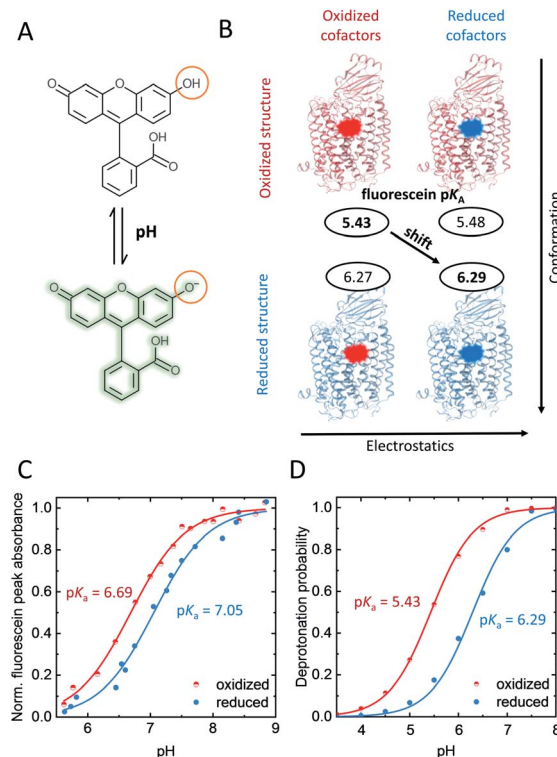 A
B
Oxidized
cofactors
Reduced
cofactors
O
O
OH
OH
O
pH
O
O
O⁻
OH
O
Oxidized structure
Reduced structure
fluorescein pKA
5.43
5.48
shift
6.27
6.29
Conformation
Electrostatics
C
D
Norm. fluorescein peak absorbance
1.0
0.8
0.6
0.4
0.2
0.0
pKa = 6.69
pKa = 7.05
oxidized
reduced
6 7 8 9
pH
Deprotonation probability
1.0
0.8
0.6
0.4
0.2
0.0
pKa = 5.43
pKa = 6.29
oxidized
reduced
4 5 6 7 8
pH